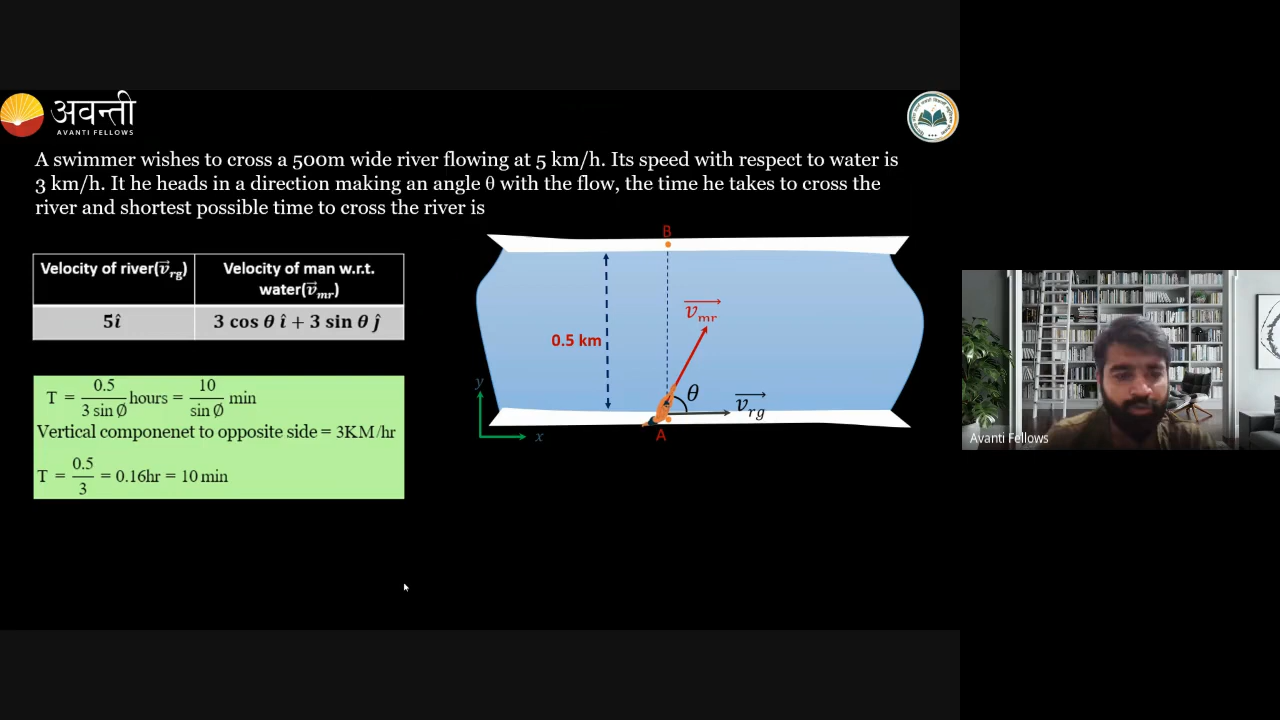 अवन्ती
AVANTI FELLOWS
A swimmer wishes to cross a 500m wide river flowing at 5 km/h. Its speed with respect to water is
3 km/h. It he heads in a direction making an angle θ with the flow, the time he takes to cross the
river and shortest possible time to cross the river is
Velocity of river(v⃗rg) Velocity of man w.r.t. water(v⃗mr)
5î 3 cos θ î + 3 sin θ ĵ
T = 0.5/(3 sin Ø) hours = 10/(sin Ø) min
Vertical componenet to opposite side = 3KM/hr
T = 0.5/3 = 0.16hr = 10 min
B
v⃗mr
0.5 km
θ
v⃗rg
A
y
x
Avanti Fellows